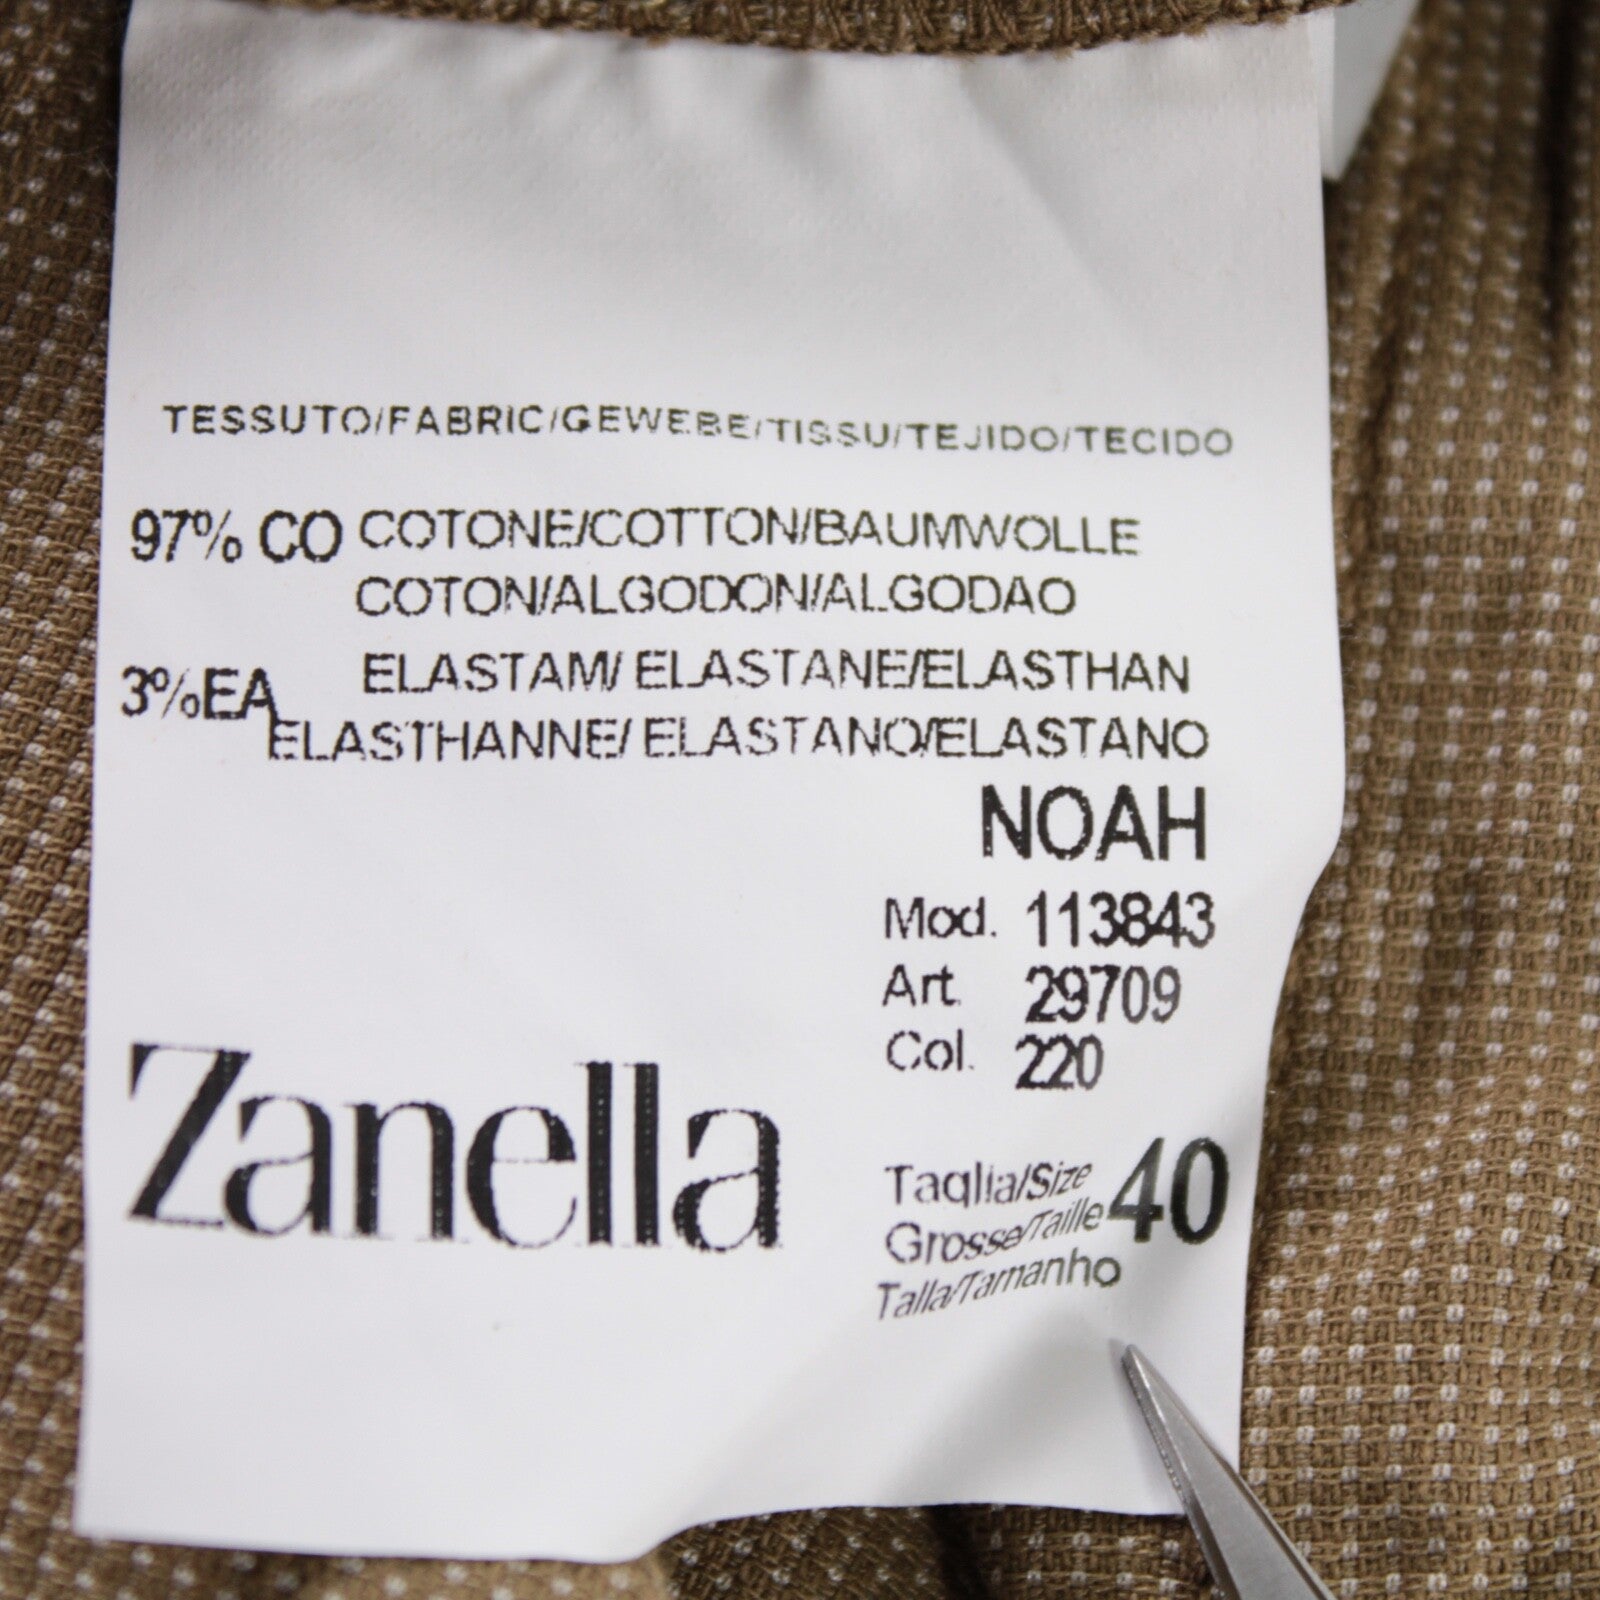 TESSUTO/FABRIC/GEWEBE/TISSU/TEJIDO/TECIDO
97% CO COTONE/COTTON/BAUMWOLLE
COTON/ALGODON/ALGODAO
3%EA ELASTAM/ ELASTANE/ELASTHAN
ELASTHANNE/ ELASTANO/ELASTANO
NOAH
Mod. 113843
Art. 29709
Col. 220
Zanella
Taglia/Size 40
Grosse/Taille
Talla/Tamanho